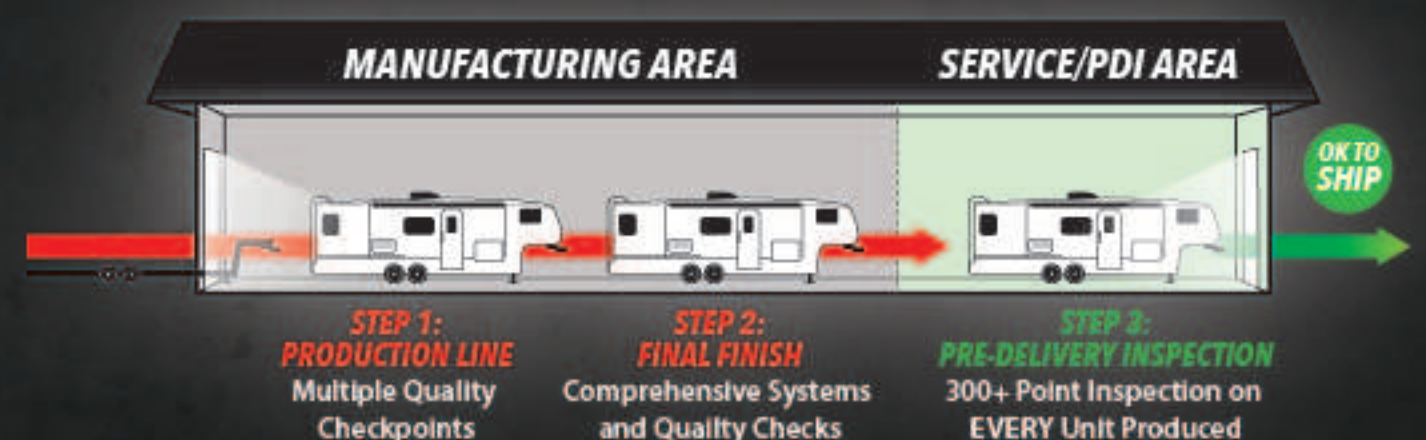 MANUFACTURING AREA
SERVICE/PDI AREA
OK TO
SHIP
STEP 1:
PRODUCTION LINE
Multiple Quality
Checkpoints
STEP 2:
FINAL FINISH
Comprehensive Systems
and Quality Checks
STEP 3:
PRE-DELIVERY INSPECTION
300+ Point Inspection on
EVERY Unit Produced